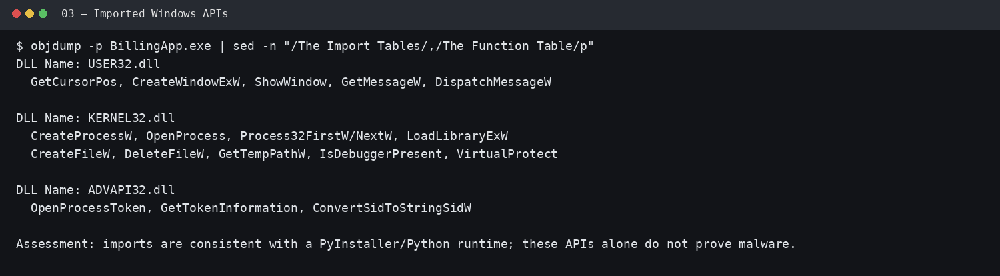 03 — Imported Windows APIs
$ objdump -p BillingApp.exe | sed -n "/The Import Tables/,/The Function Table/p"
DLL Name: USER32.dll
GetCursorPos, CreateWindowExW, ShowWindow, GetMessageW, DispatchMessageW
DLL Name: KERNEL32.dll
CreateProcessW, OpenProcess, Process32FirstW/NextW, LoadLibraryExW
CreateFileW, DeleteFileW, GetTempPathW, IsDebuggerPresent, VirtualProtect
DLL Name: ADVAPI32.dll
OpenProcessToken, GetTokenInformation, ConvertSidToStringSidW
Assessment: imports are consistent with a PyInstaller/Python runtime; these APIs alone do not prove malware.